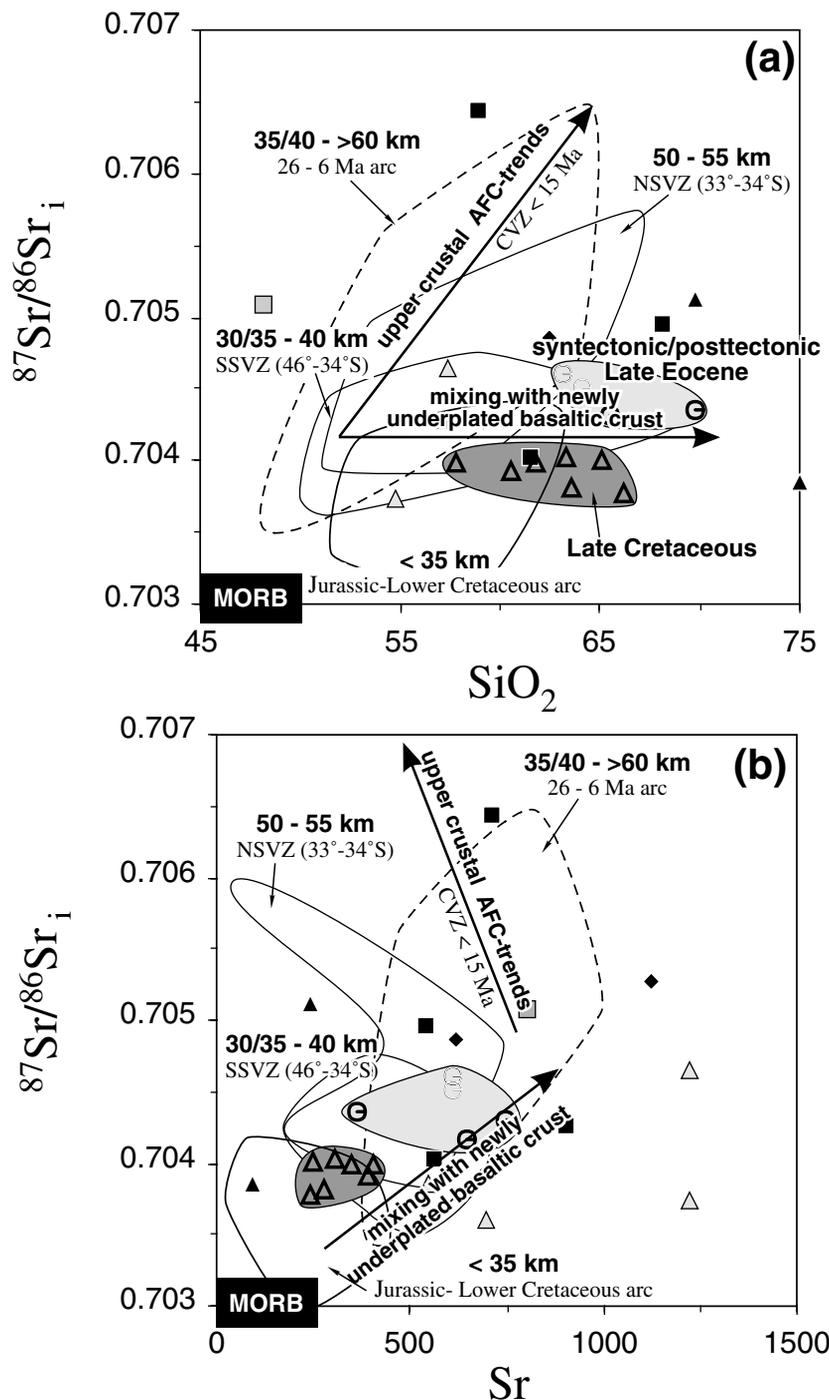 0.707
(a)
35/40 - >60 km
26 - 6 Ma arc
50 - 55 km
NSVZ (33˚-34˚S)
0.706
upper crustal AFC-trends
CVZ < 15 Ma
87Sr/86Sri
0.705
30/35 - 40 km
SSVZ (46˚-34˚S)
syntectonic/posttectonic
Late Eocene
mixing with newly
underplated basaltic crust
G
0.704
Late Cretaceous
< 35 km
Jurassic-Lower Cretaceous arc
MORB
0.703
45
55
65
75
SiO2
0.707
(b)
35/40 - >60 km
26 - 6 Ma arc
upper crustal AFC-trends
CVZ < 15 Ma
50 - 55 km
NSVZ (33˚-34˚S)
0.706
87Sr/86Sr i
0.705
30/35 - 40 km
SSVZ (46˚-34˚S)
G
G
G
G
G
0.704
mixing with newly
underplated basaltic crust
< 35 km
Jurassic- Lower Cretaceous arc
MORB
0.703
0
500
1000
1500
Sr